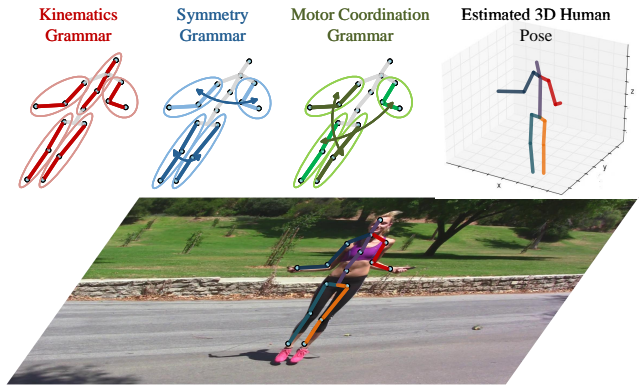 Kinematics
Grammar
Symmetry
Grammar
Motor Coordination
Grammar
Estimated 3D Human
Pose
z
y
x